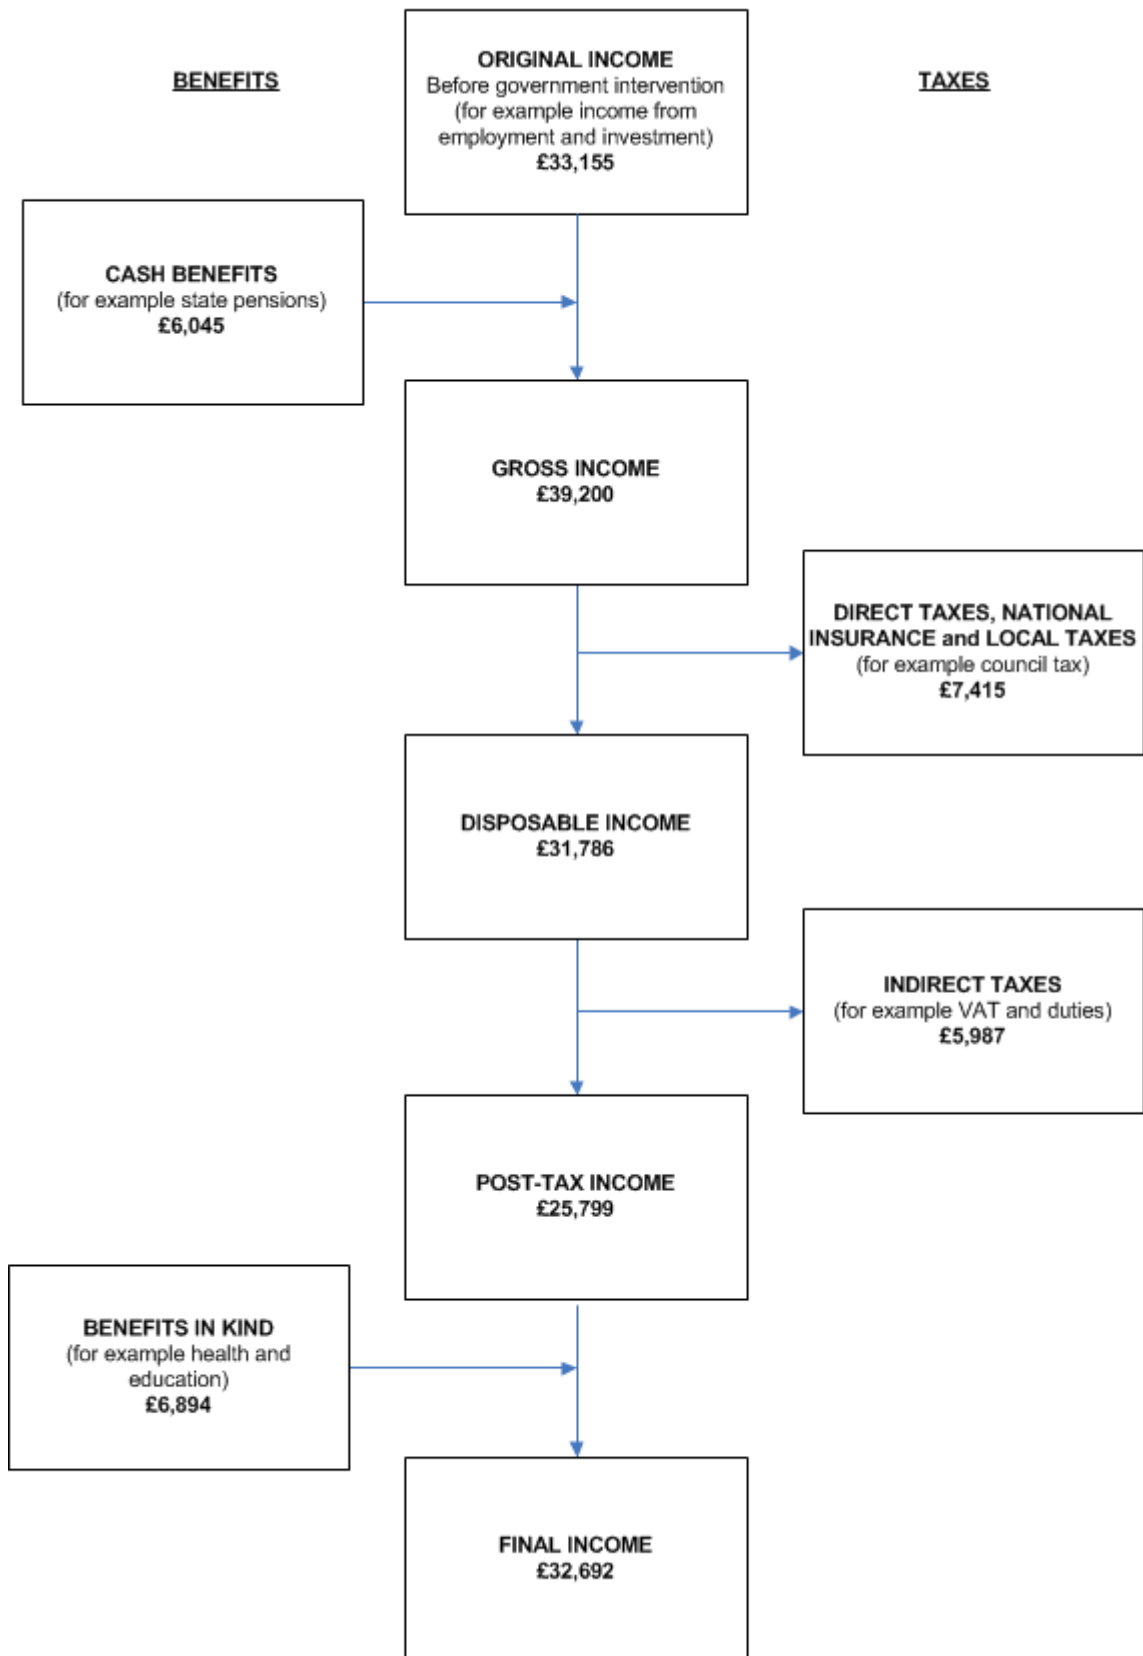 BENEFITS
ORIGINAL INCOME
Before government intervention
(for example income from
employment and investment)
£33,155
TAXES
CASH BENEFITS
(for example state pensions)
£6,045
GROSS INCOME
£39,200
DIRECT TAXES, NATIONAL
INSURANCE and LOCAL TAXES
(for example council tax)
£7,415
DISPOSABLE INCOME
£31,786
INDIRECT TAXES
(for example VAT and duties)
£5,987
POST-TAX INCOME
£25,799
BENEFITS IN KIND
(for example health and
education)
£6,894
FINAL INCOME
£32,692